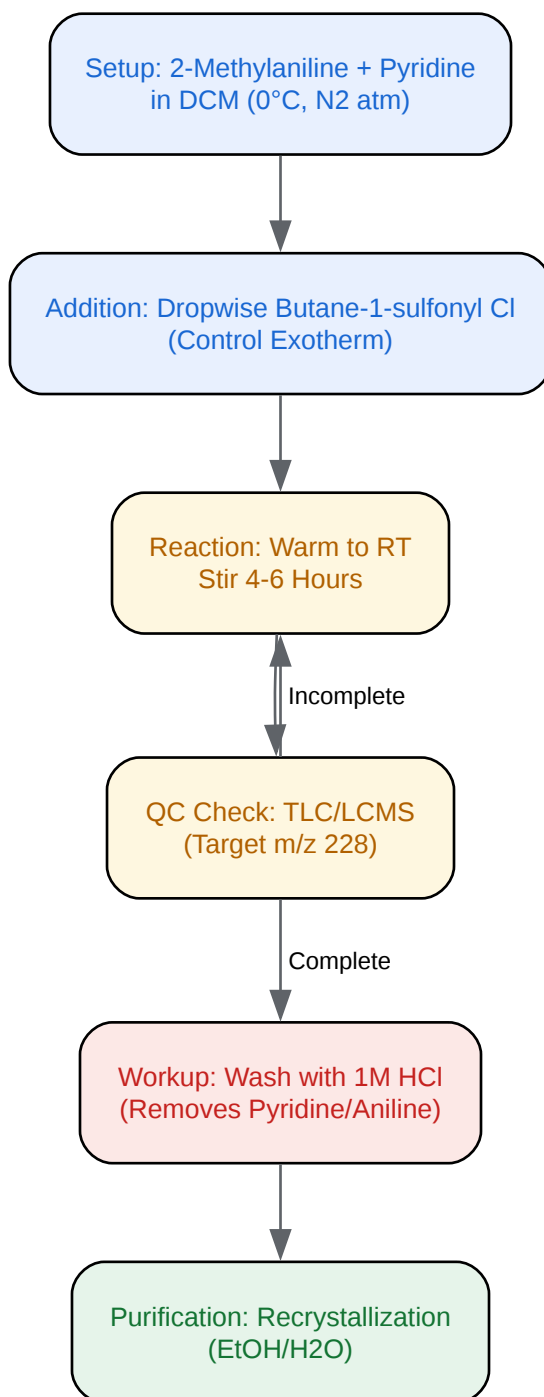 Setup: 2-Methylaniline + Pyridine
in DCM (0°C, N2 atm)
Addition: Dropwise Butane-1-sulfonyl Cl
(Control Exotherm)
Reaction: Warm to RT
Stir 4-6 Hours
Incomplete
QC Check: TLC/LCMS
(Target m/z 228)
Complete
Workup: Wash with 1M HCl
(Removes Pyridine/Aniline)
Purification: Recrystallization
(EtOH/H2O)